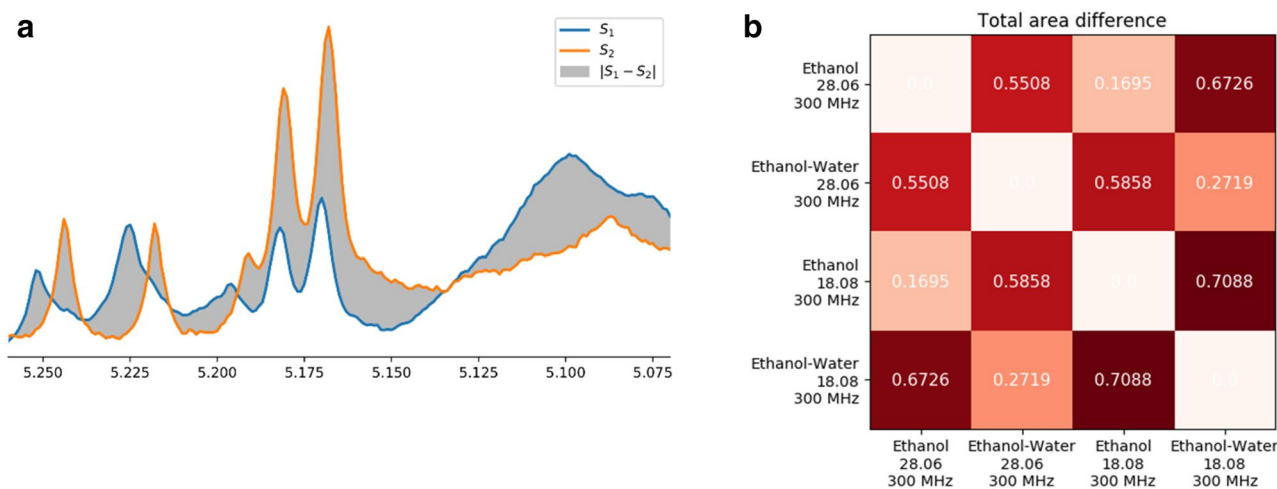 a
S₁
S₂
|S₁ − S₂|
5.250 5.225 5.200 5.175 5.150 5.125 5.100 5.075
b
Total area difference
Ethanol
28.06
300 MHz
0.0 0.5508 0.1695 0.6726
Ethanol-Water
28.06
300 MHz
0.5508 0.0 0.5858 0.2719
Ethanol
18.08
300 MHz
0.1695 0.5858 0.0 0.7088
Ethanol-Water
18.08
300 MHz
0.6726 0.2719 0.7088 0.0
Ethanol Ethanol-Water Ethanol Ethanol-Water
28.06 28.06 18.08 18.08
300 MHz 300 MHz 300 MHz 300 MHz